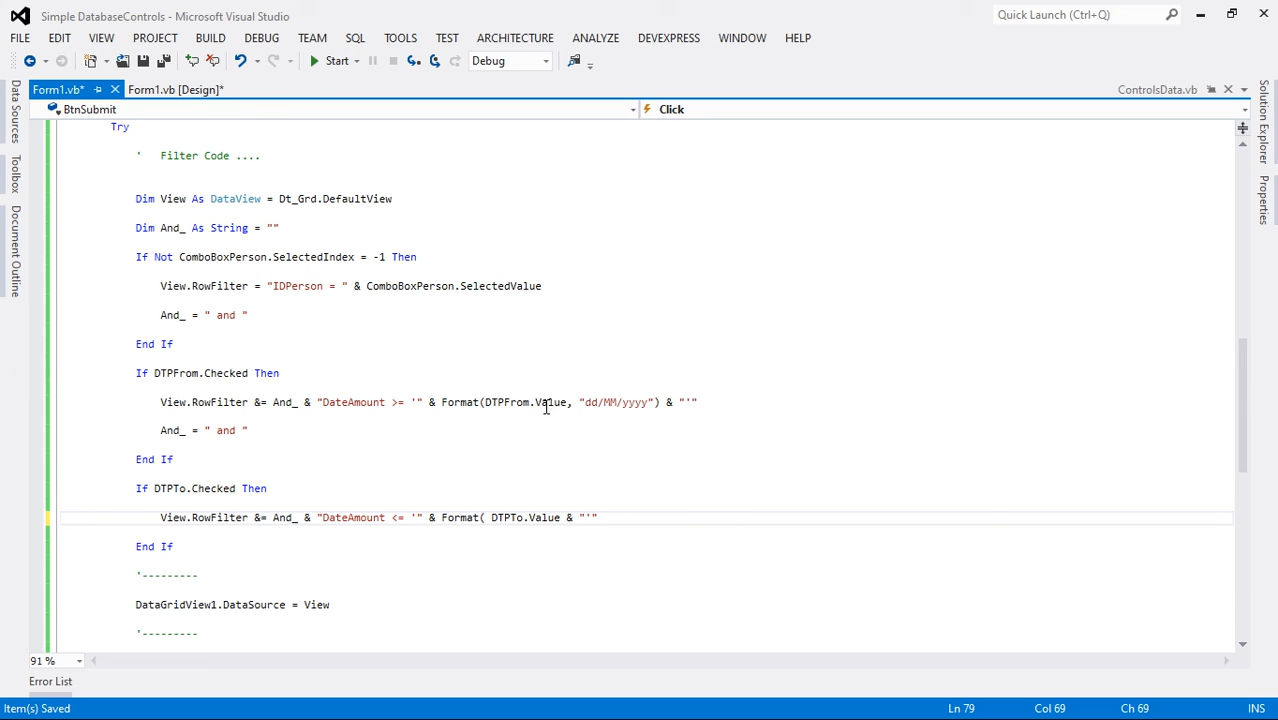 Simple DatabaseControls - Microsoft Visual Studio
Quick Launch (Ctrl+Q)
FILE EDIT VIEW PROJECT BUILD DEBUG TEAM SQL TOOLS TEST ARCHITECTURE ANALYZE DEVEXPRESS WINDOW HELP
Start Debug
Form1.vb* Form1.vb [Design]* ControlsData.vb
BtnSubmit Click
Data Sources
Toolbox
Document Outline
Solution Explorer
Properties
Try
' Filter Code ....
Dim View As DataView = Dt_Grd.DefaultView
Dim And_ As String = ""
If Not ComboBoxPerson.SelectedIndex = -1 Then
View.RowFilter = "IDPerson = " & ComboBoxPerson.SelectedValue
And_ = " and "
End If
If DTPFrom.Checked Then
View.RowFilter &= And_ & "DateAmount >= '" & Format(DTPFrom.Value, "dd/MM/yyyy") & "'"
And_ = " and "
End If
If DTPTo.Checked Then
View.RowFilter &= And_ & "DateAmount <= '" & Format( DTPTo.Value & "'"
End If
'---------
DataGridView1.DataSource = View
'---------
91 %
Error List
Item(s) Saved Ln 79 Col 69 Ch 69 INS